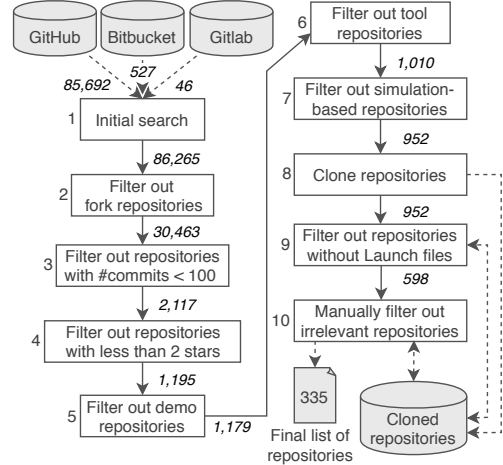 GitHub
Bitbucket
Gitlab
85,692
527
46
1
Initial search
86,265
2
Filter out
fork repositories
30,463
3
Filter out repositories
with #commits < 100
2,117
4
Filter out repositories
with less than 2 stars
1,195
5
Filter out demo
repositories
1,179
6
Filter out tool
repositories
1,010
7
Filter out simulation-
based repositories
952
8
Clone repositories
952
9
Filter out repositories
without Launch files
598
10
Manually filter out
irrelevant repositories
335
Final list of
repositories
Cloned
repositories